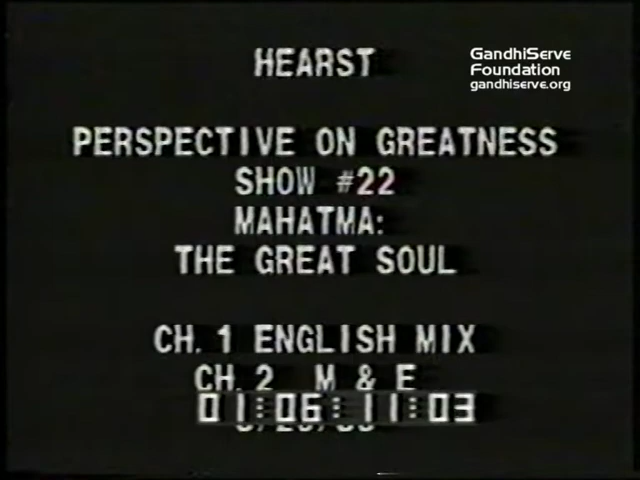 HEARST
GandhiServe
Foundation
gandhiserve.org
PERSPECTIVE ON GREATNESS
SHOW #22
MAHATMA:
THE GREAT SOUL
CH. 1 ENGLISH MIX
CH. 2 M & E
01:06:11:03